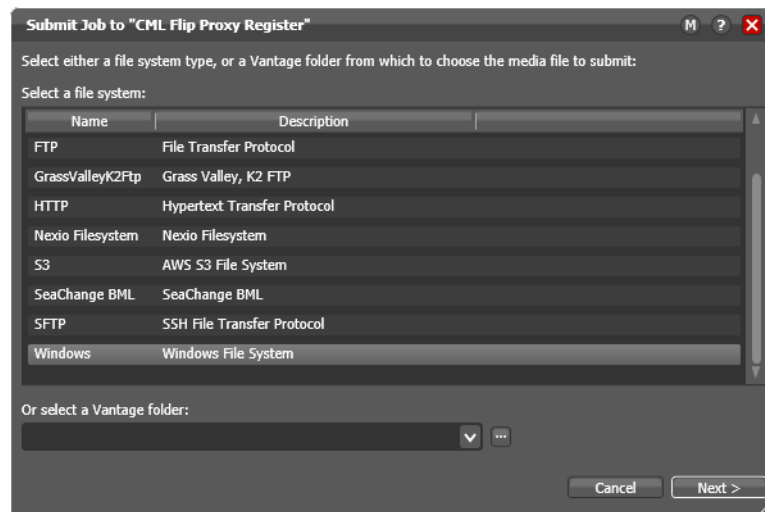 Submit Job to "CML Flip Proxy Register"
M ? X
Select either a file system type, or a Vantage folder from which to choose the media file to submit:
Select a file system:
Name Description
FTP File Transfer Protocol
GrassValleyK2Ftp Grass Valley, K2 FTP
HTTP Hypertext Transfer Protocol
Nexio Filesystem Nexio Filesystem
S3 AWS S3 File System
SeaChange BML SeaChange BML
SFTP SSH File Transfer Protocol
Windows Windows File System
Or select a Vantage folder:
...
Cancel Next >